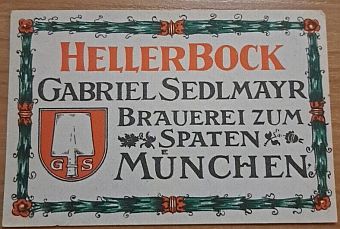 HELLERBOCK
GABRIEL SEDLMAYR
BRAUEREI ZUM
SPATEN
MÜNCHEN
G S